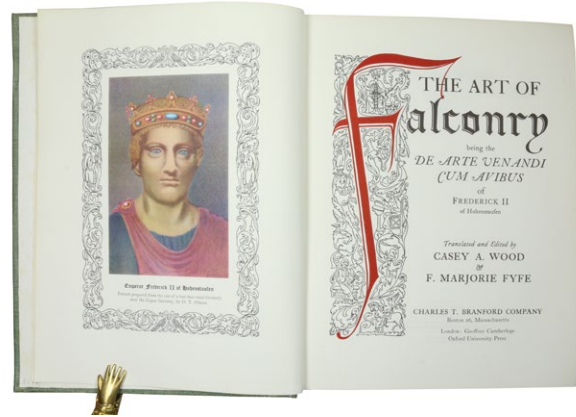 Emperor Frederick II of Hohenstaufen
THE ART OF
Falconry
being the
DE ARTE VENANDI
CUM AVIBUS
of
FREDERICK II
of Hohenstaufen
Translated and Edited by
CASEY A. WOOD
&
F. MARJORIE FYFE
CHARLES T. BRANFORD COMPANY
Boston 16, Massachusetts
London · Geoffrey Cumberlege
Oxford University Press